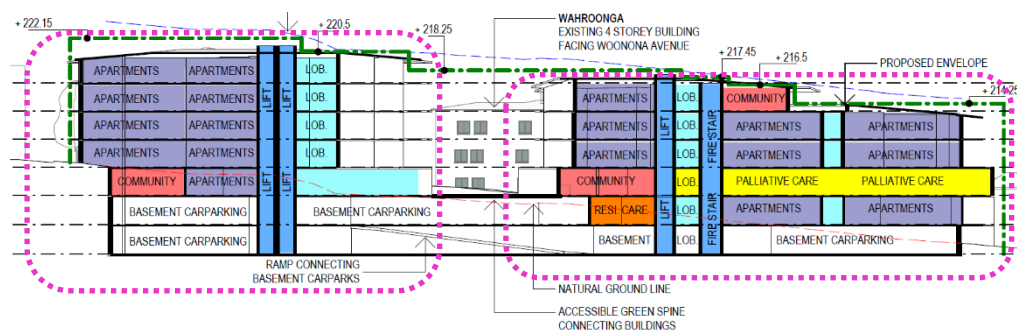 + 222.15
+ 220.5
+ 218.25
WAHROONGA
EXISTING 4 STOREY BUILDING
FACING WOONONA AVENUE
+ 217.45
+ 216.5
PROPOSED ENVELOPE
+ 214.25
APARTMENTS APARTMENTS LOB.
APARTMENTS APARTMENTS LOB.
APARTMENTS APARTMENTS LOB.
APARTMENTS APARTMENTS LOB.
COMMUNITY APARTMENTS
LIFT LIFT
LIFT LIFT
BASEMENT CARPARKING BASEMENT CARPARKING
BASEMENT CARPARKING
RAMP CONNECTING
BASEMENT CARPARKS
APARTMENTS LOB. COMMUNITY
APARTMENTS LOB. APARTMENTS APARTMENTS
APARTMENTS LOB. APARTMENTS APARTMENTS
COMMUNITY LOB. PALLIATIVE CARE PALLIATIVE CARE
RESI CARE LOB. APARTMENTS APARTMENTS
BASEMENT LOB. BASEMENT CARPARKING
LIFT FIRE STAIR
LIFT FIRE STAIR
NATURAL GROUND LINE
ACCESSIBLE GREEN SPINE
CONNECTING BUILDINGS